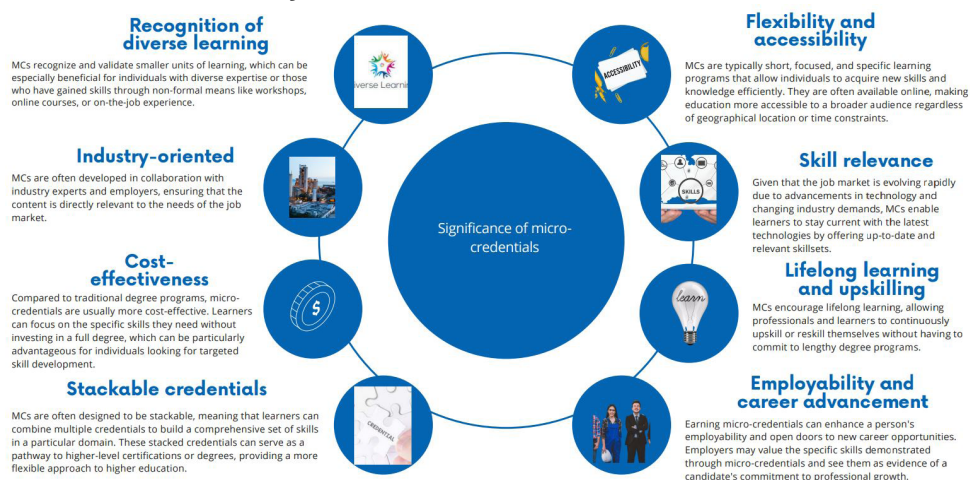 Recognition of
diverse learning
MCs recognize and validate smaller units of learning, which can be
especially beneficial for individuals with diverse expertise or those
who have gained skills through non-formal means like workshops,
online courses, or on-the-job experience.
Industry-oriented
MCs are often developed in collaboration with
industry experts and employers, ensuring that the
content is directly relevant to the needs of the job
market.
Cost-
effectiveness
Compared to traditional degree programs, micro-
credentials are usually more cost-effective. Learners
can focus on the specific skills they need without
investing in a full degree, which can be particularly
advantageous for individuals looking for targeted
skill development.
Stackable credentials
MCs are often designed to be stackable, meaning that learners can
combine multiple credentials to build a comprehensive set of skills
in a particular domain. These stacked credentials can serve as a
pathway to higher-level certifications or degrees, providing a more
flexible approach to higher education.
iverse Learnin
$
CREDENTIAL
Significance of micro-
credentials
ACCESSIBILITY
SKILLS
learn
Flexibility and
accessibility
MCs are typically short, focused, and specific learning
programs that allow individuals to acquire new skills and
knowledge efficiently. They are often available online, making
education more accessible to a broader audience regardless
of geographical location or time constraints.
Skill relevance
Given that the job market is evolving rapidly
due to advancements in technology and
changing industry demands, MCs enable
learners to stay current with the latest
technologies by offering up-to-date and
relevant skillsets.
Lifelong learning
and upskilling
MCs encourage lifelong learning, allowing
professionals and learners to continuously
upskill or reskill themselves without having to
commit to lengthy degree programs.
Employability and
career advancement
Earning micro-credentials can enhance a person's
employability and open doors to new career opportunities.
Employers may value the specific skills demonstrated
through micro-credentials and see them as evidence of a
candidate's commitment to professional growth.